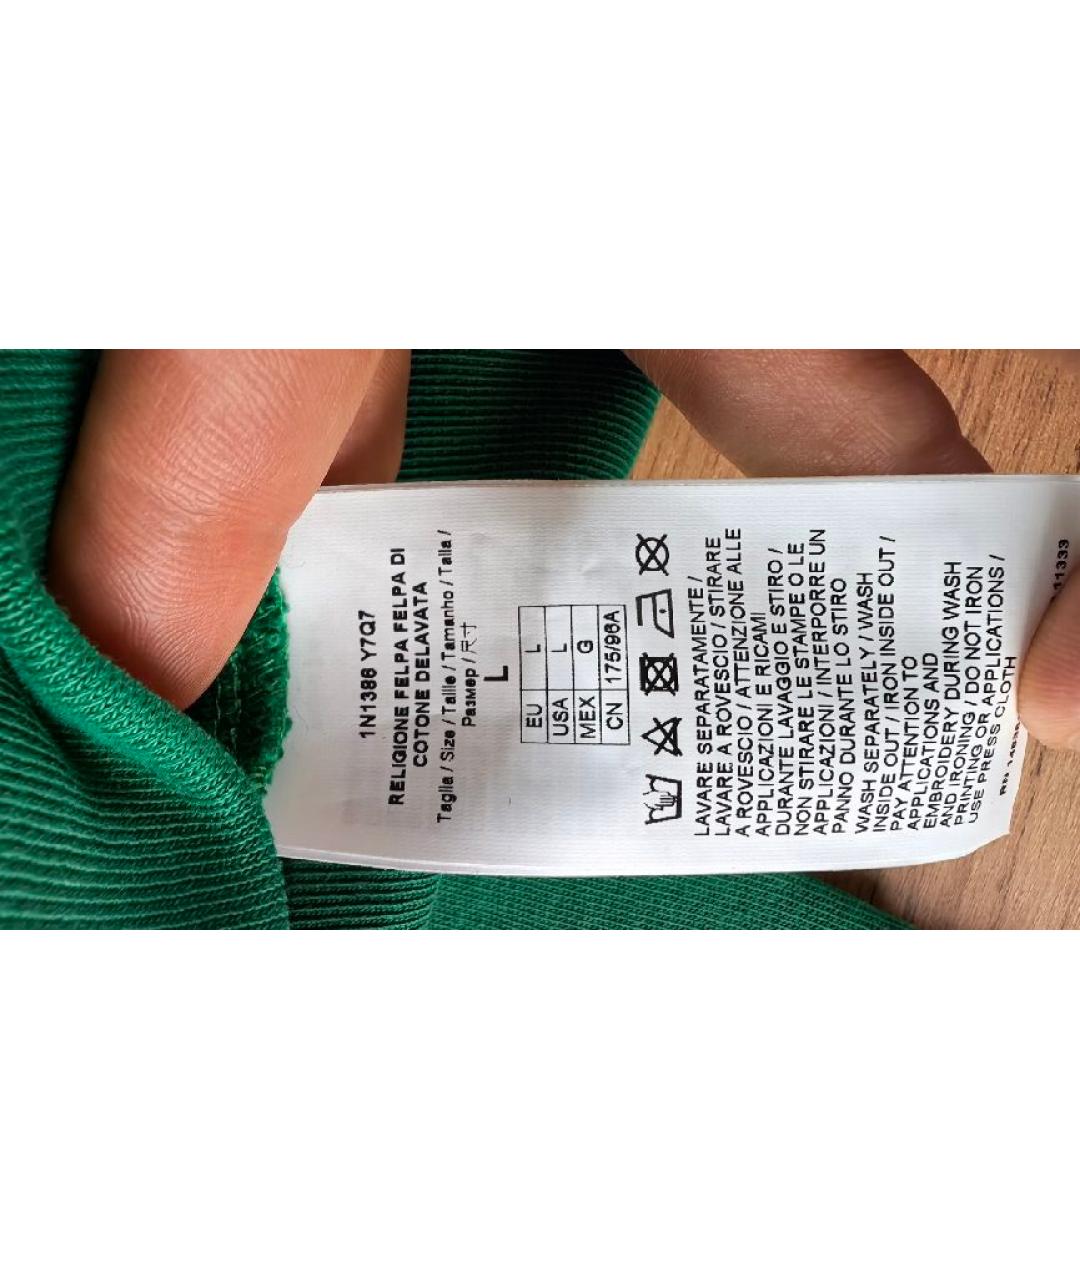 1N1386 Y7Q7
RELIGIONE FELPA FELPA DI
COTONE DELAVATA
Taglia / Size / Taille / Tamanho / Talla /
Размер / 尺寸
L
EU L
USA L
MEX G
CN 175/96A
LAVARE SEPARATAMENTE /
LAVARE A ROVESCIO / STIRARE
A ROVESCIO / ATTENZIONE ALLE
APPLICAZIONI E RICAMI
DURANTE LAVAGGIO E STIRO /
NON STIRARE LE STAMPE O LE
APPLICAZIONI / INTERPORRE UN
PANNO DURANTE LO STIRO
WASH SEPARATELY / WASH
INSIDE OUT / IRON INSIDE OUT /
PAY ATTENTION TO
APPLICATIONS AND
EMBROIDERY DURING WASH
AND IRONING / DO NOT IRON
PRINTING OR APPLICATIONS /
USE PRESS CLOTH
RN
11333